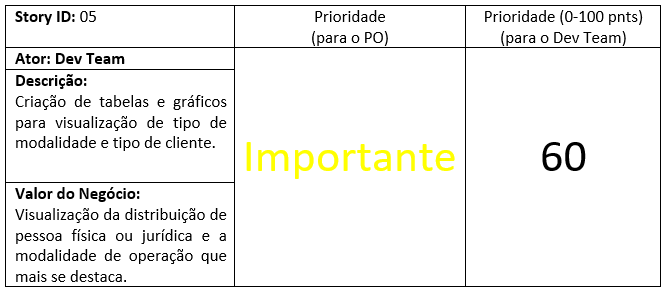 Story ID: 05
Prioridade
(para o PO)
Prioridade (0-100 pnts)
(para o Dev Team)
Ator: Dev Team
Descrição:
Criação de tabelas e gráficos
para visualização de tipo de
modalidade e tipo de cliente.
Importante
60
Valor do Negócio:
Visualização da distribuição de
pessoa física ou jurídica e a
modalidade de operação que
mais se destaca.